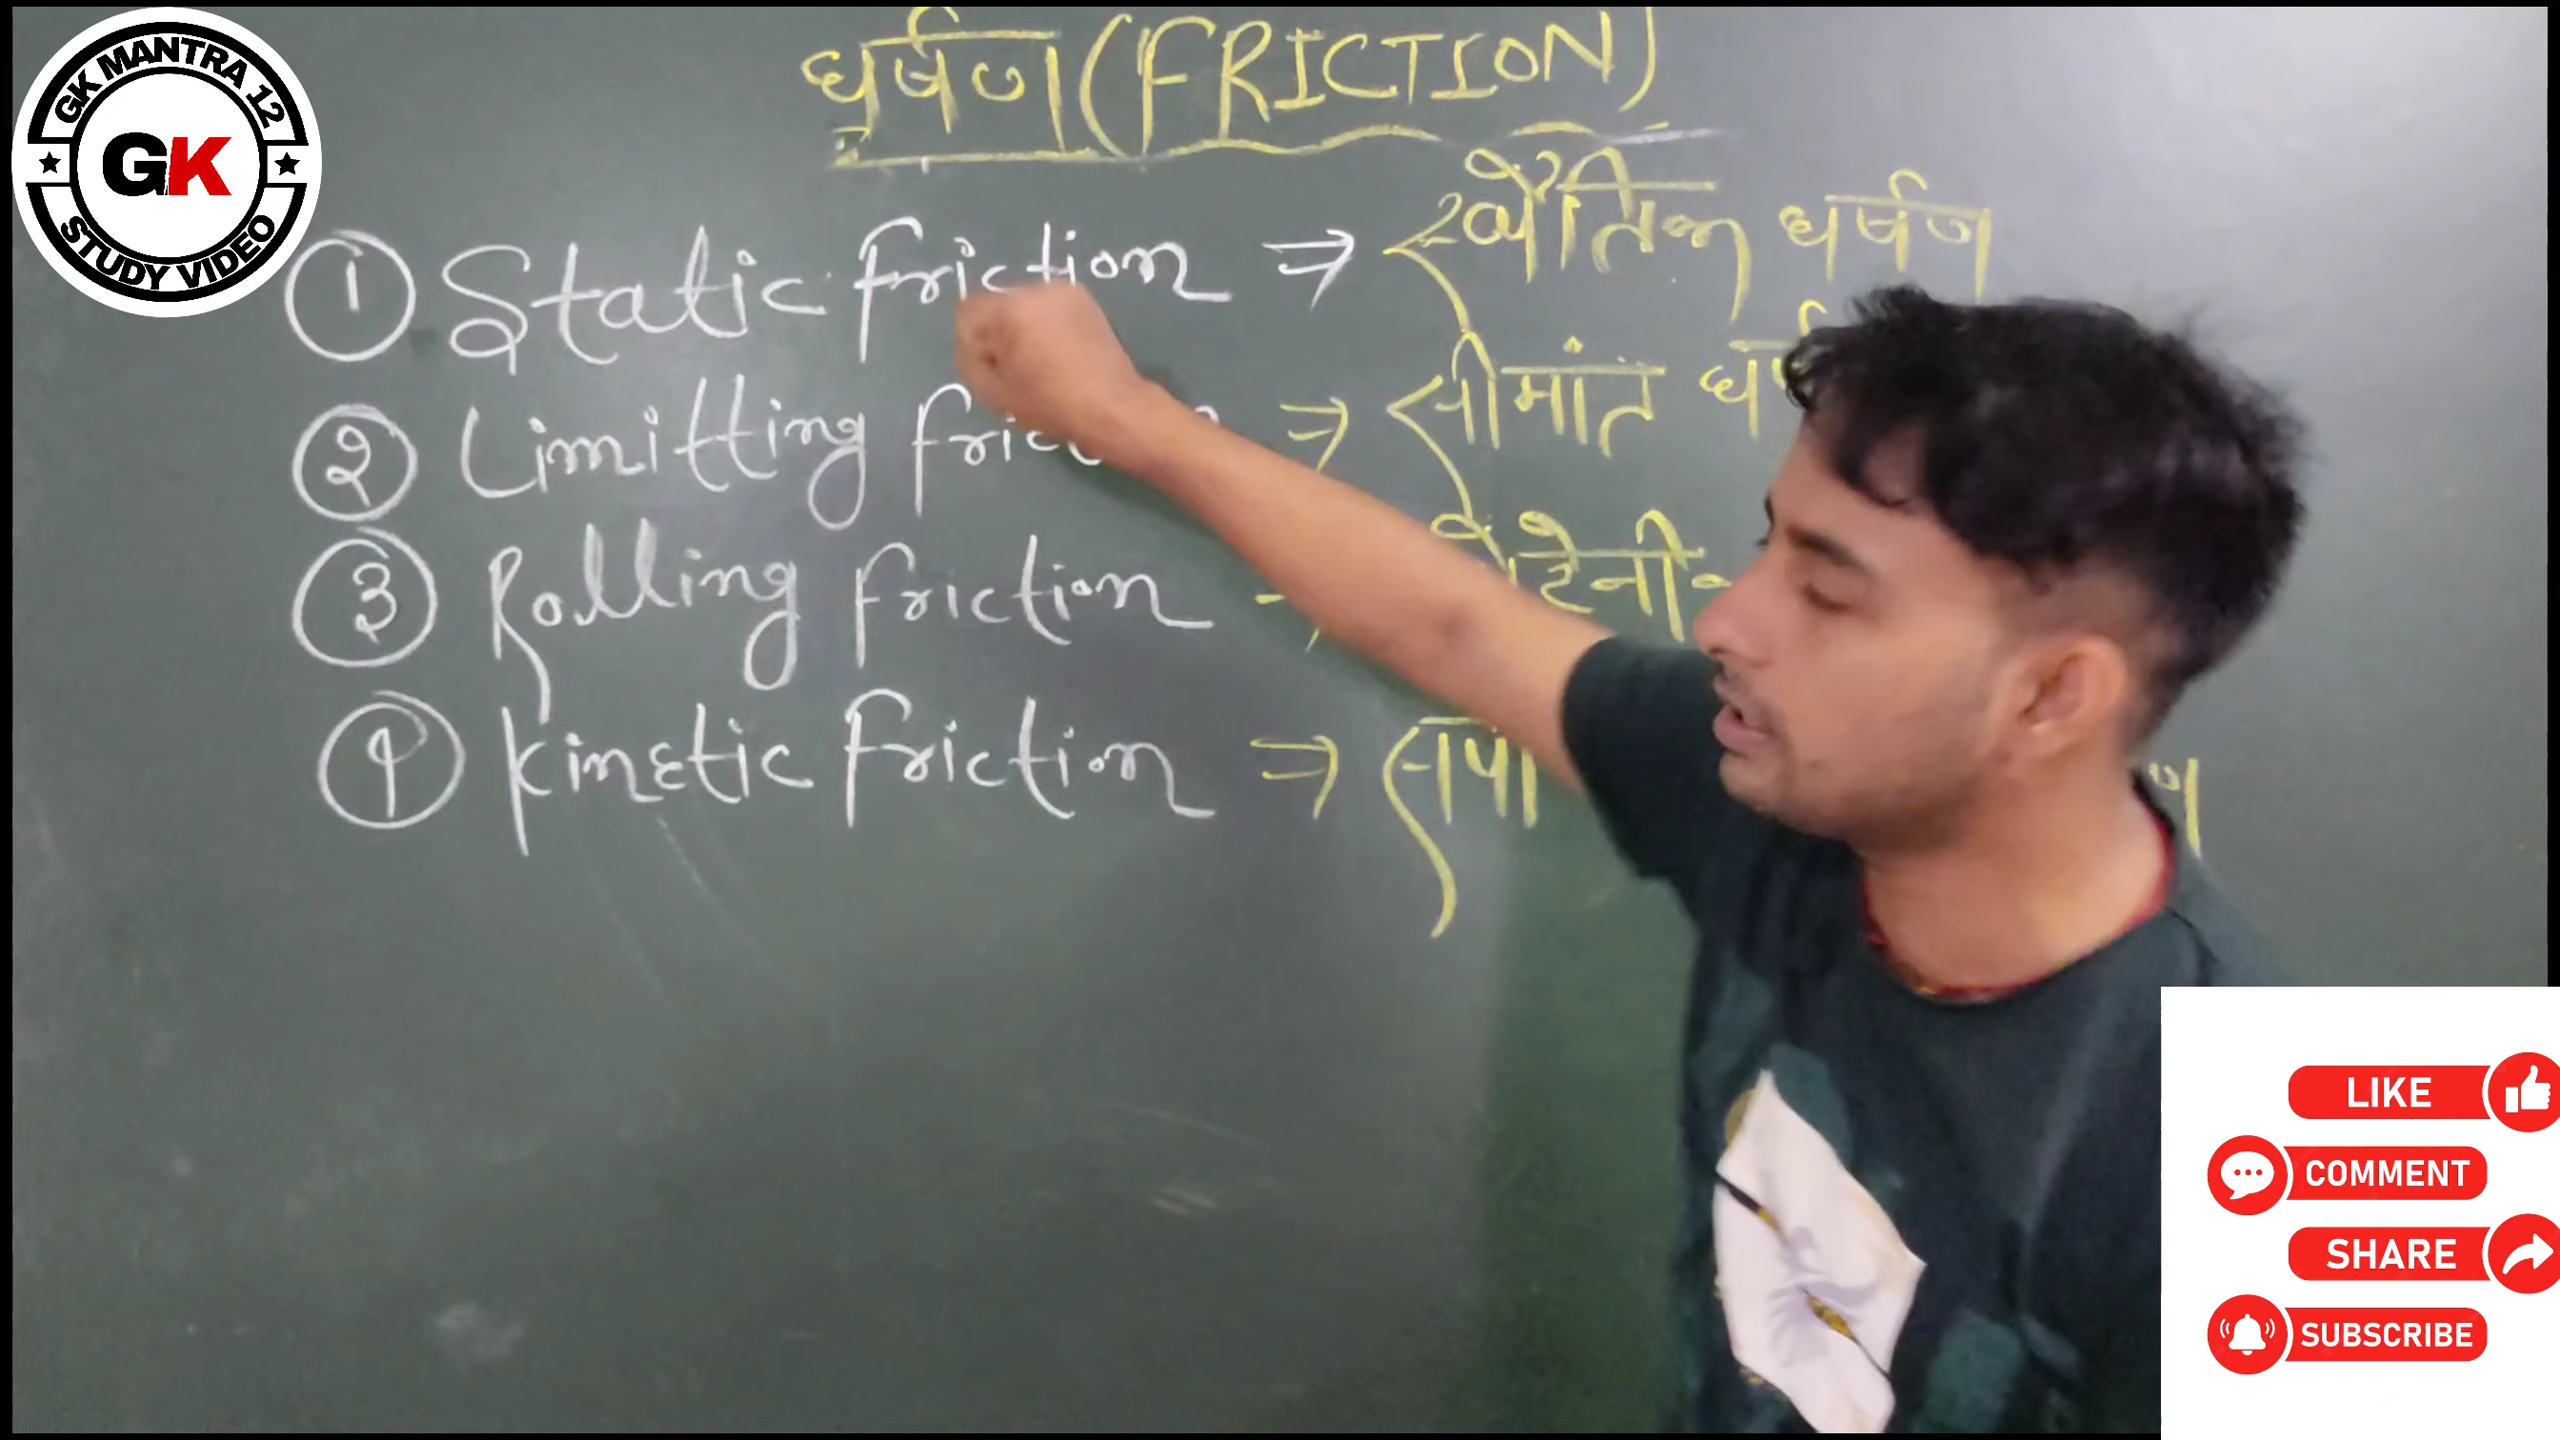 GK MANTRA 12
GK
STUDY VIDEO
घर्षण (FRICTION)
① Static friction → स्थैतिक घर्षण
② Limitting → सीमांत
③ Rolling friction
④ Kinetic friction →
LIKE
COMMENT
SHARE
SUBSCRIBE